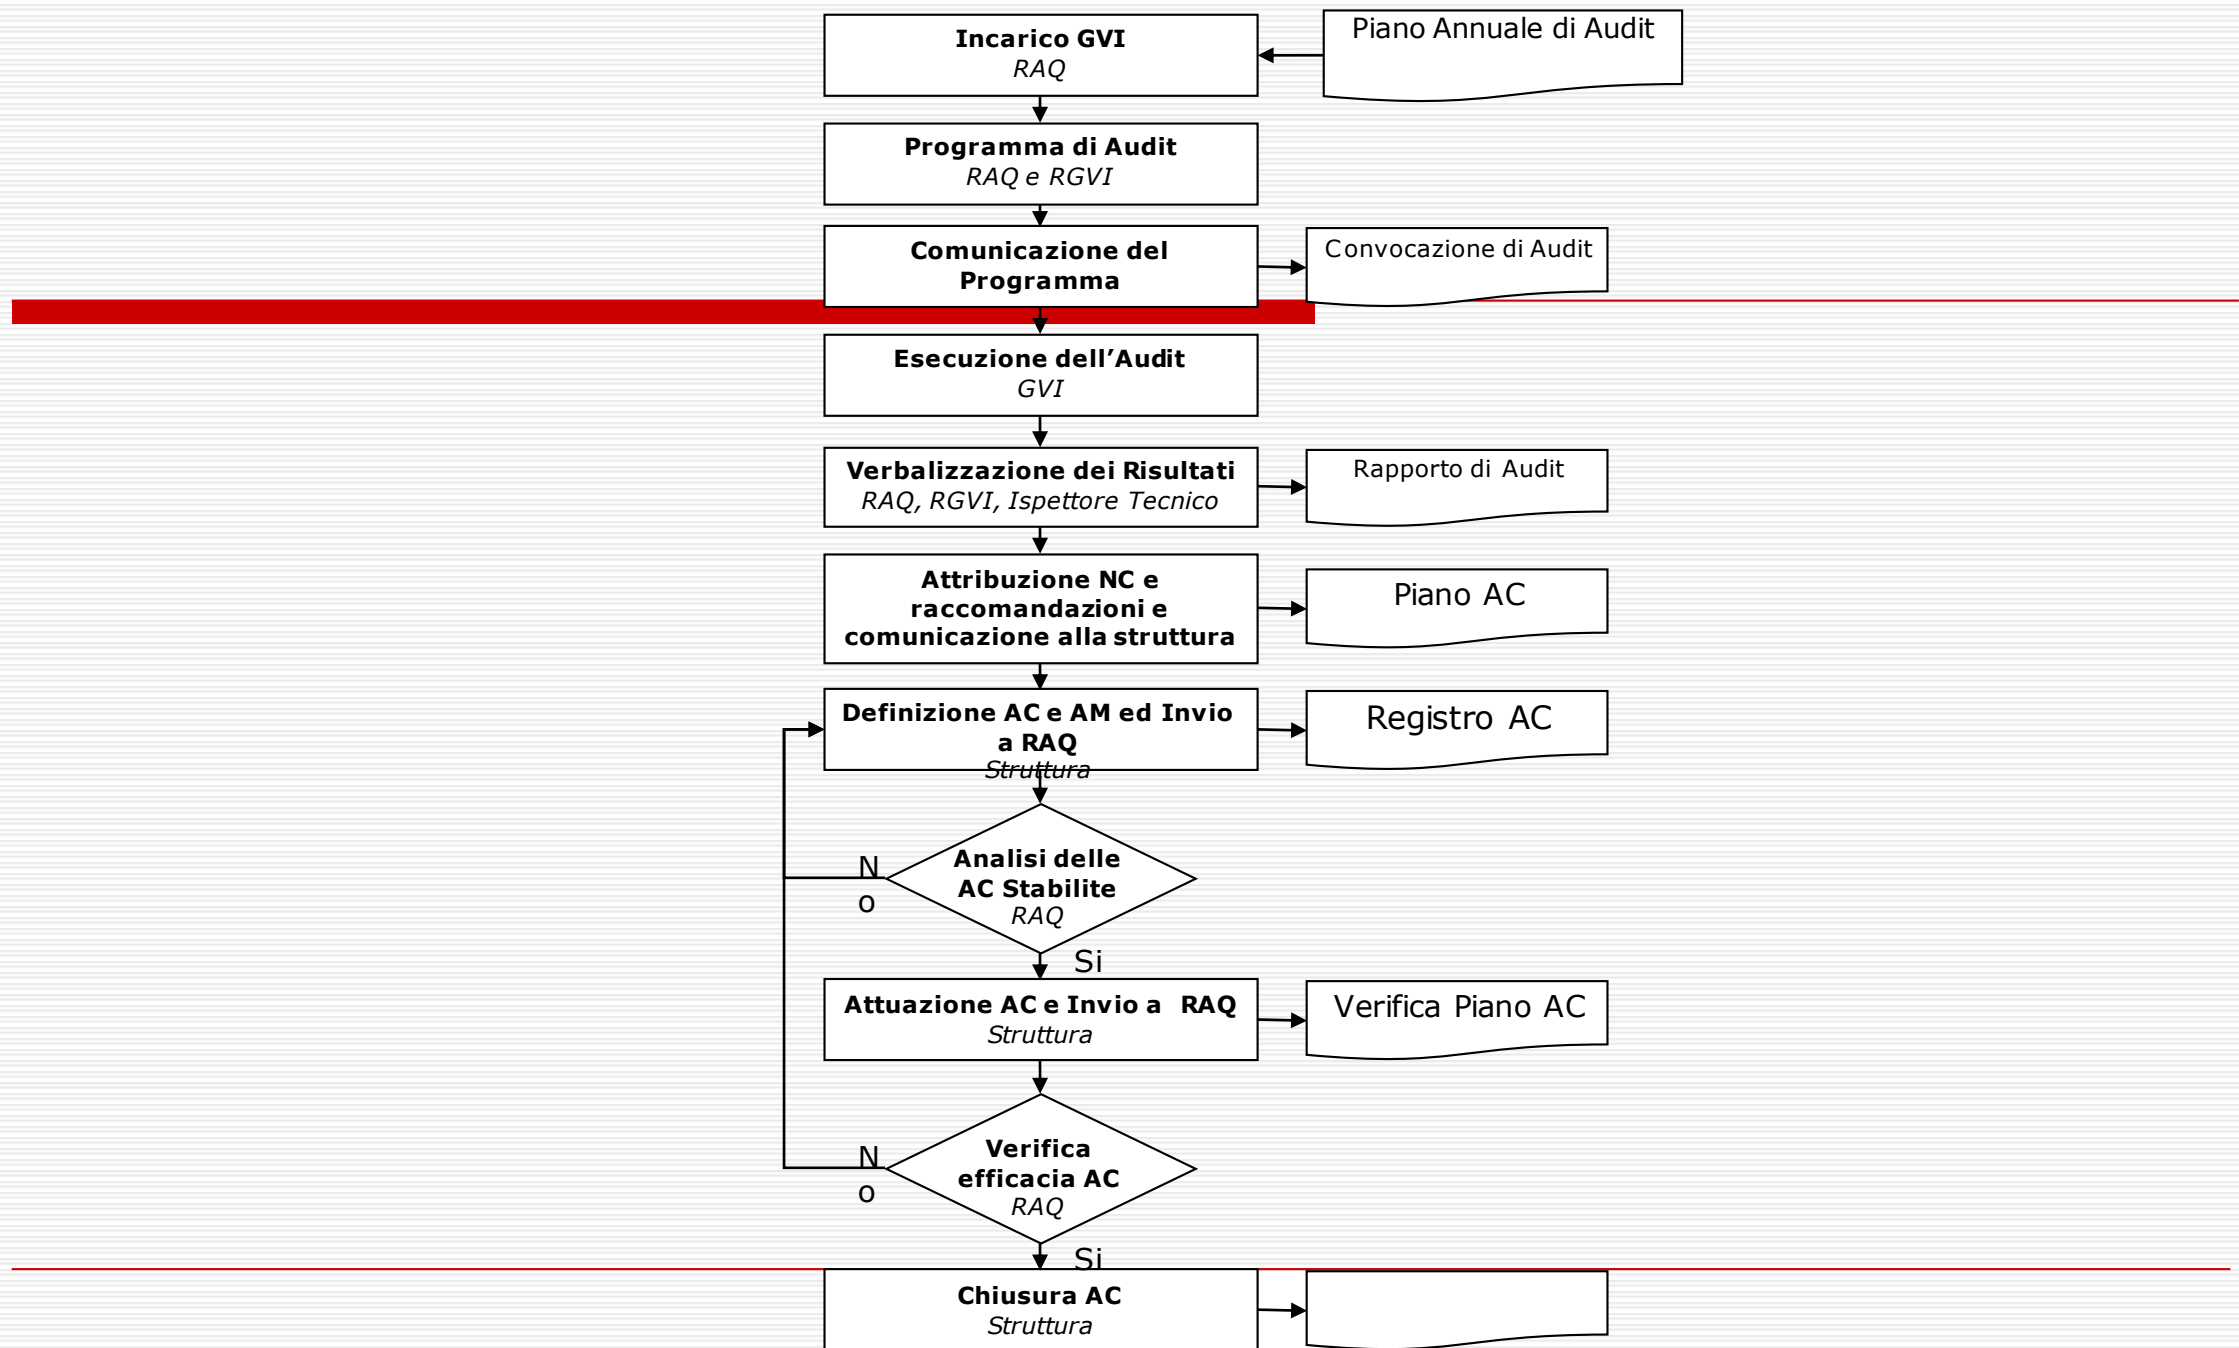 Incarico GVI
RAQ
Piano Annuale di Audit
Programma di Audit
RAQ e RGVI
Comunicazione del
Programma
Convocazione di Audit
Esecuzione dell’Audit
GVI
Verbalizzazione dei Risultati
RAQ, RGVI, Ispettore Tecnico
Rapporto di Audit
Attribuzione NC e
raccomandazioni e
comunicazione alla struttura
Piano AC
Definizione AC e AM ed Invio
a RAQ
Struttura
Registro AC
Analisi delle
AC Stabilite
RAQ
N
o
Si
Attuazione AC e Invio a RAQ
Struttura
Verifica Piano AC
Verifica
efficacia AC
RAQ
N
o
Si
Chiusura AC
Struttura